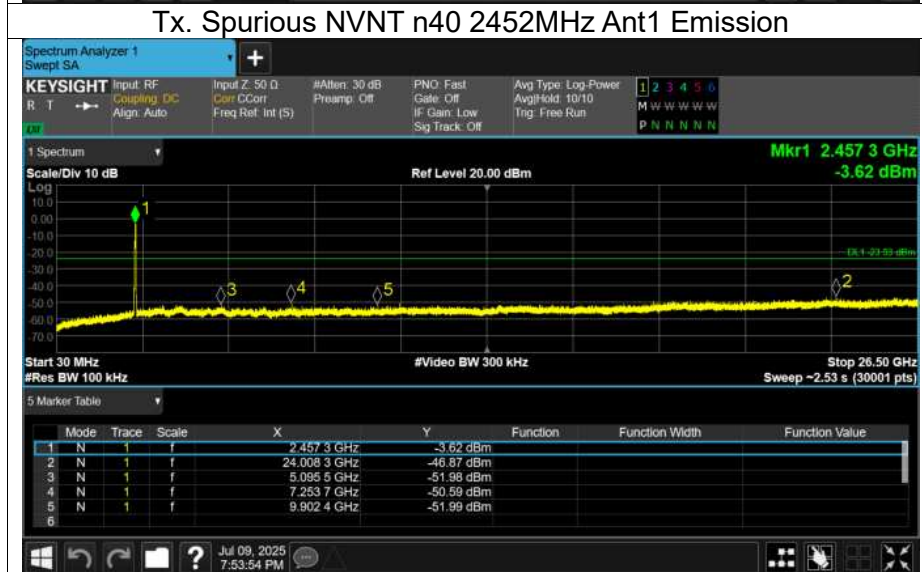 Tx. Spurious NVNT n40 2452MHz Ant1 Emission
Spectrum Analyzer 1
Swept SA
+
KEYSIGHT Input: RF Input Z: 50 Ω #Atten: 30 dB PNO: Fast Avg Type: Log-Power 1 2 3 4 5 6
R T Coupling: DC Corr CCorr Preamp: Off Gate: Off Avg|Hold: 10/10 M W W W W W
Align: Auto Freq Ref: Int (S) IF Gain: Low Trig: Free Run
Sig Track: Off P N N N N N
1 Spectrum Mkr1 2.457 3 GHz
Scale/Div 10 dB Ref Level 20.00 dBm -3.62 dBm
Log
10.0
0.00
-10.0
-20.0
-30.0
-40.0
-50.0
-60.0
-70.0
1
DL1 -23.53 dBm
3
4
5
2
Start 30 MHz #Video BW 300 kHz Stop 26.50 GHz
#Res BW 100 kHz Sweep ~2.53 s (30001 pts)
5 Marker Table
Mode Trace Scale X Y Function Function Width Function Value
1 N 1 f 2.457 3 GHz -3.62 dBm
2 N 1 f 24.008 3 GHz -46.87 dBm
3 N 1 f 5.095 5 GHz -51.98 dBm
4 N 1 f 7.253 7 GHz -50.59 dBm
5 N 1 f 9.902 4 GHz -51.99 dBm
6
? Jul 09, 2025
7:53:54 PM